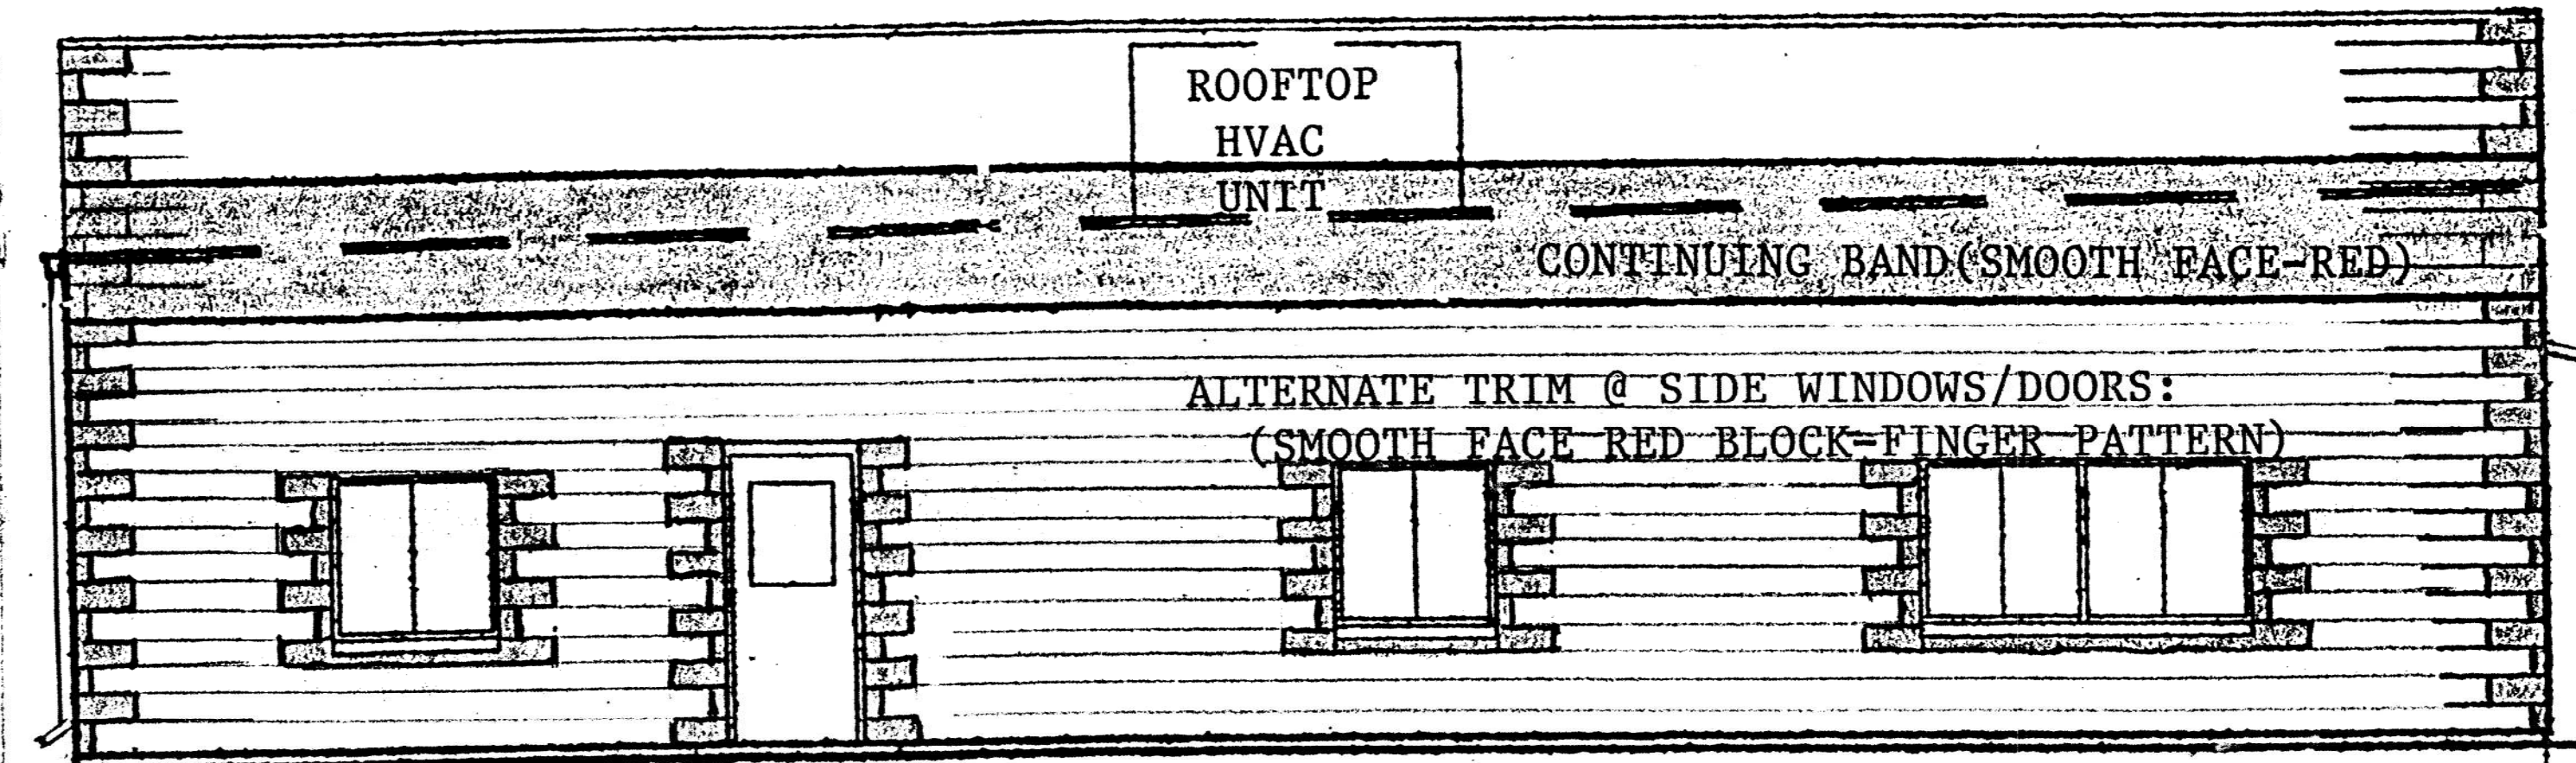 ROOFTOP
HVAC
UNIT
CONTINUING BAND(SMOOTH FACE-RED)
ALTERNATE TRIM @ SIDE WINDOWS/DOORS:
(SMOOTH FACE RED BLOCK-FINGER PATTERN)